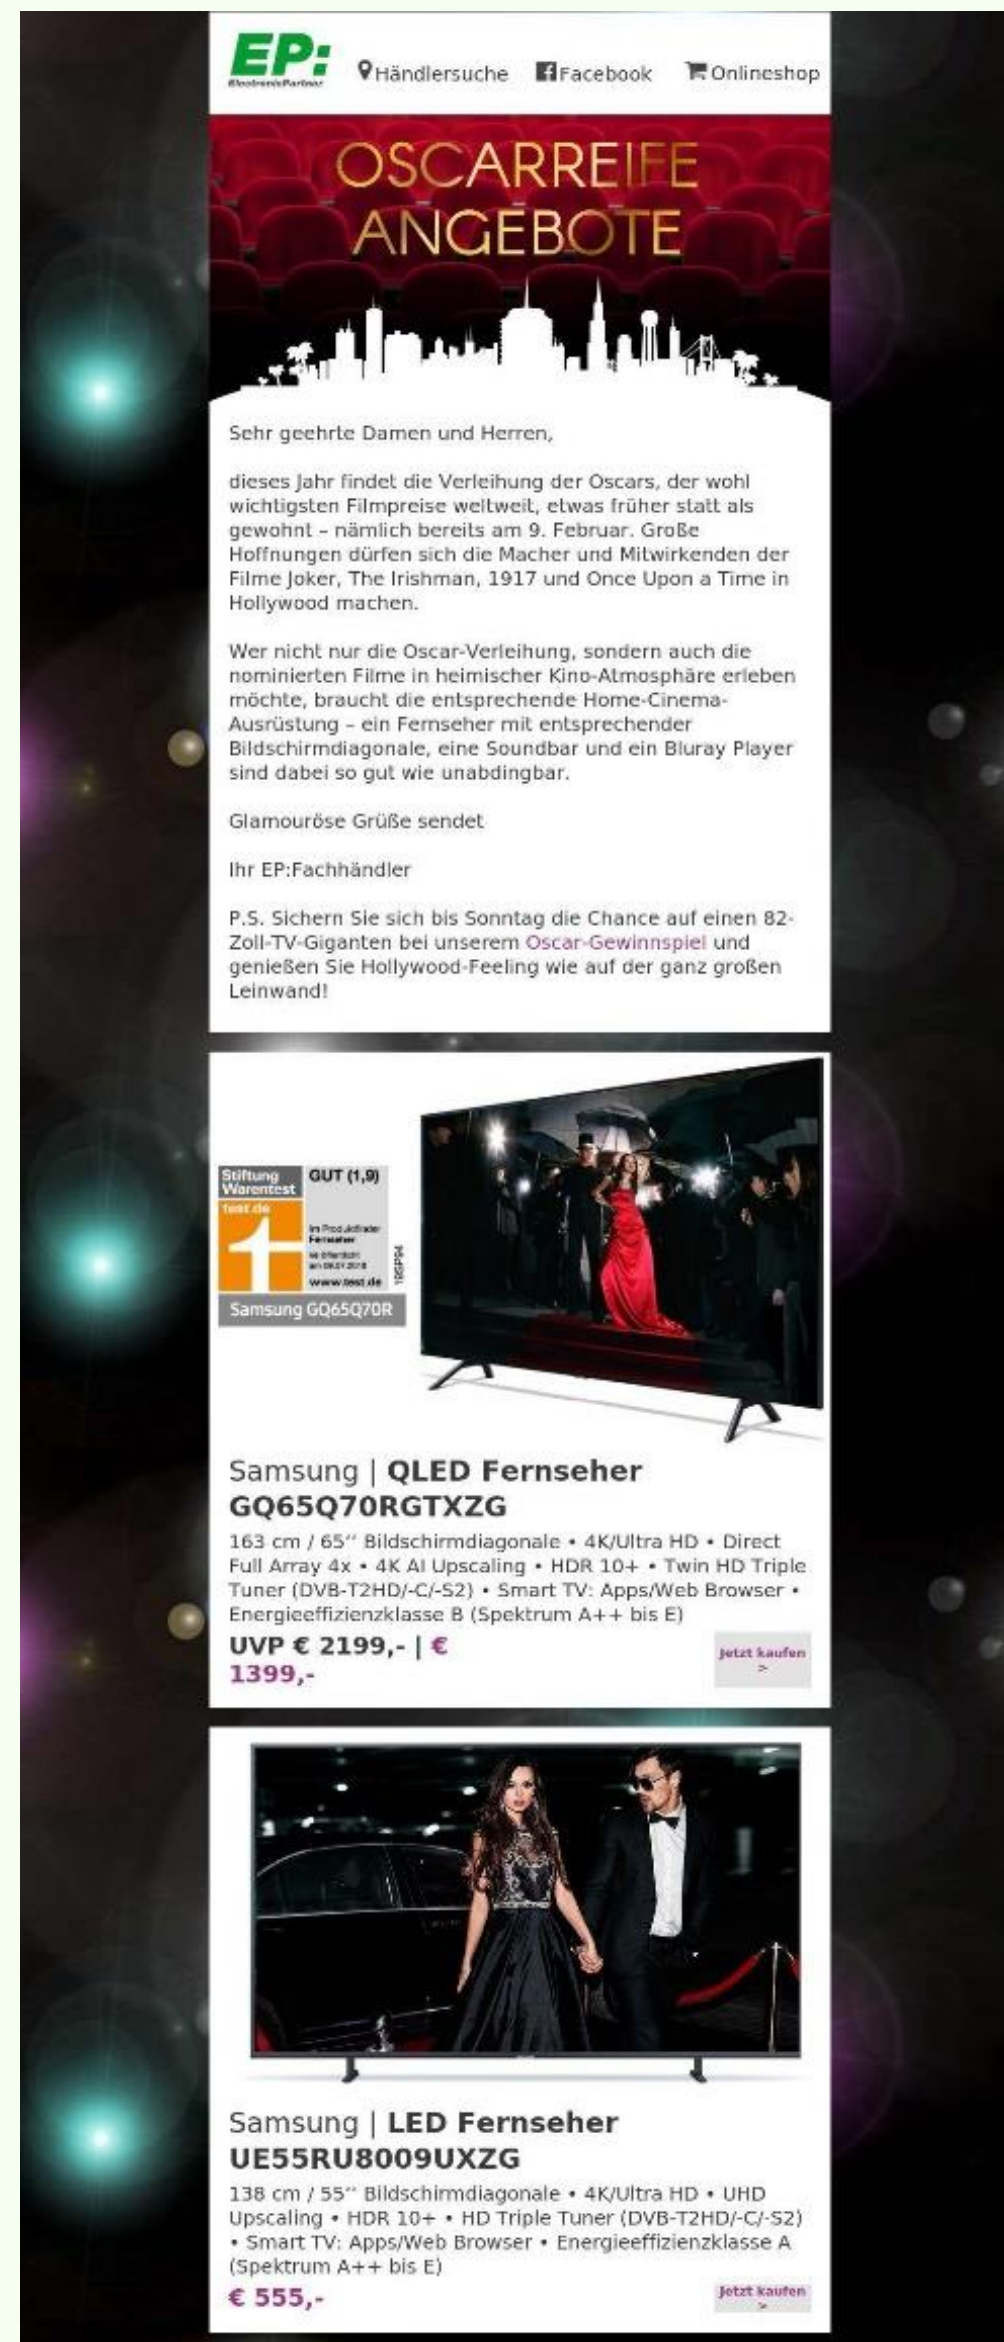 EP:
ElectronicPartner
Händlersuche
Facebook
Onlineshop
OSCARREIFE
ANGEBOTE
Sehr geehrte Damen und Herren,
dieses Jahr findet die Verleihung der Oscars, der wohl
wichtigsten Filmpreise weltweit, etwas früher statt als
gewohnt – nämlich bereits am 9. Februar. Große
Hoffnungen dürfen sich die Macher und Mitwirkenden der
Filme Joker, The Irishman, 1917 und Once Upon a Time in
Hollywood machen.
Wer nicht nur die Oscar-Verleihung, sondern auch die
nominierten Filme in heimischer Kino-Atmosphäre erleben
möchte, braucht die entsprechende Home-Cinema-
Ausrüstung – ein Fernseher mit entsprechender
Bildschirmdiagonale, eine Soundbar und ein Bluray Player
sind dabei so gut wie unabdingbar.
Glamouröse Grüße sendet
Ihr EP:Fachhändler
P.S. Sichern Sie sich bis Sonntag die Chance auf einen 82-
Zoll-TV-Giganten bei unserem Oscar-Gewinnspiel und
genießen Sie Hollywood-Feeling wie auf der ganz großen
Leinwand!
Stiftung
Warentest
GUT (1,9)
test.de
Im Produktfinder
Fernseher
www.test.de
Samsung GQ65Q70R
Samsung | QLED Fernseher
GQ65Q70RGTXZG
163 cm / 65‘‘ Bildschirmdiagonale • 4K/Ultra HD • Direct
Full Array 4x • 4K AI Upscaling • HDR 10+ • Twin HD Triple
Tuner (DVB-T2HD/-C/-S2) • Smart TV: Apps/Web Browser •
Energieeffizienzklasse B (Spektrum A++ bis E)
UVP € 2199,- | €
1399,-
Jetzt kaufen
>
Samsung | LED Fernseher
UE55RU8009UXZG
138 cm / 55‘‘ Bildschirmdiagonale • 4K/Ultra HD • UHD
Upscaling • HDR 10+ • HD Triple Tuner (DVB-T2HD/-C/-S2)
• Smart TV: Apps/Web Browser • Energieeffizienzklasse A
(Spektrum A++ bis E)
€ 555,-
Jetzt kaufen
>